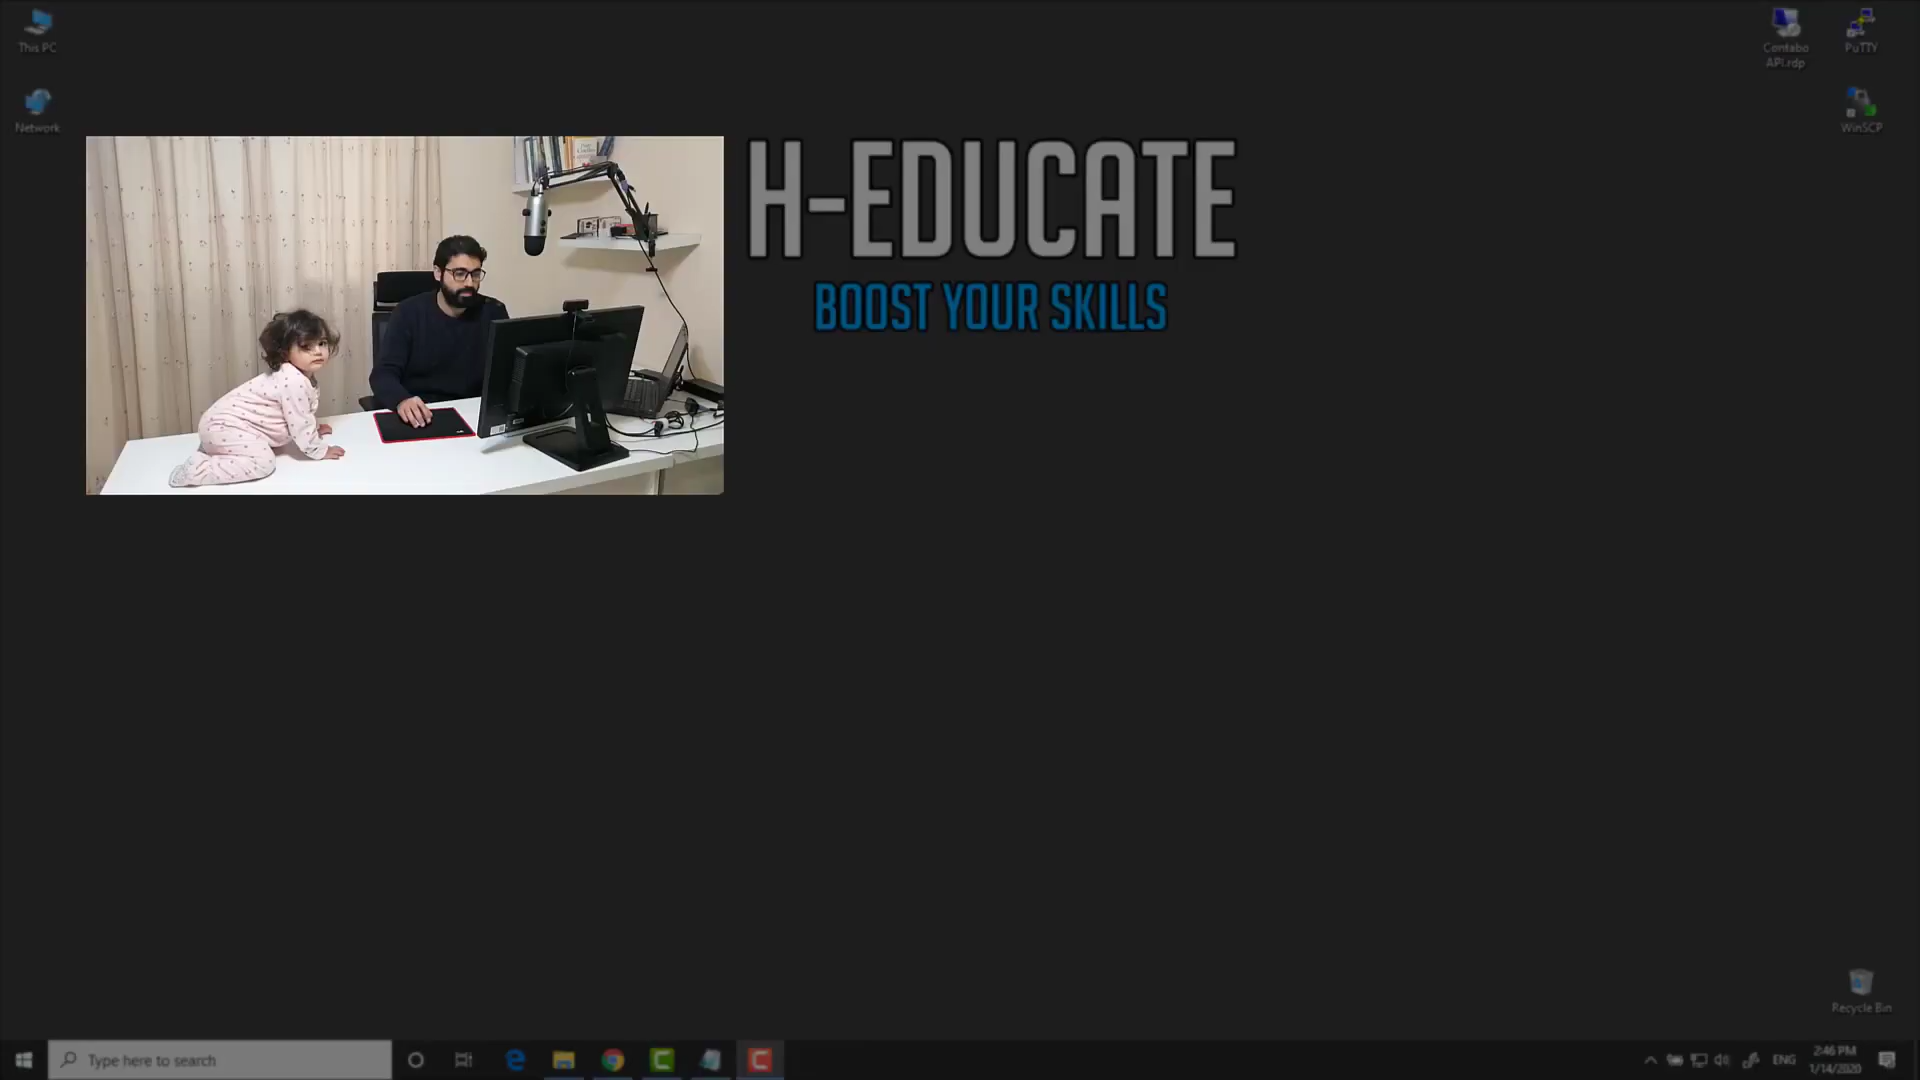 This PC
Network
Contabo
API.rdp
PuTTY
WinSCP
H-EDUCATE
BOOST YOUR SKILLS
Recycle Bin
Type here to search
ENG
2:46 PM
1/14/2020